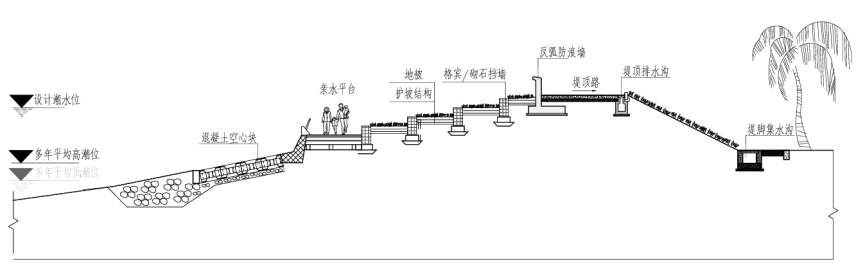 反弧防浪墙
地被
格宾/砌石挡墙
堤顶路
堤顶排水沟
亲水平台
护坡结构
设计潮水位
混凝土空心块
堤脚集水沟
多年平均高潮位
多年平均低潮位